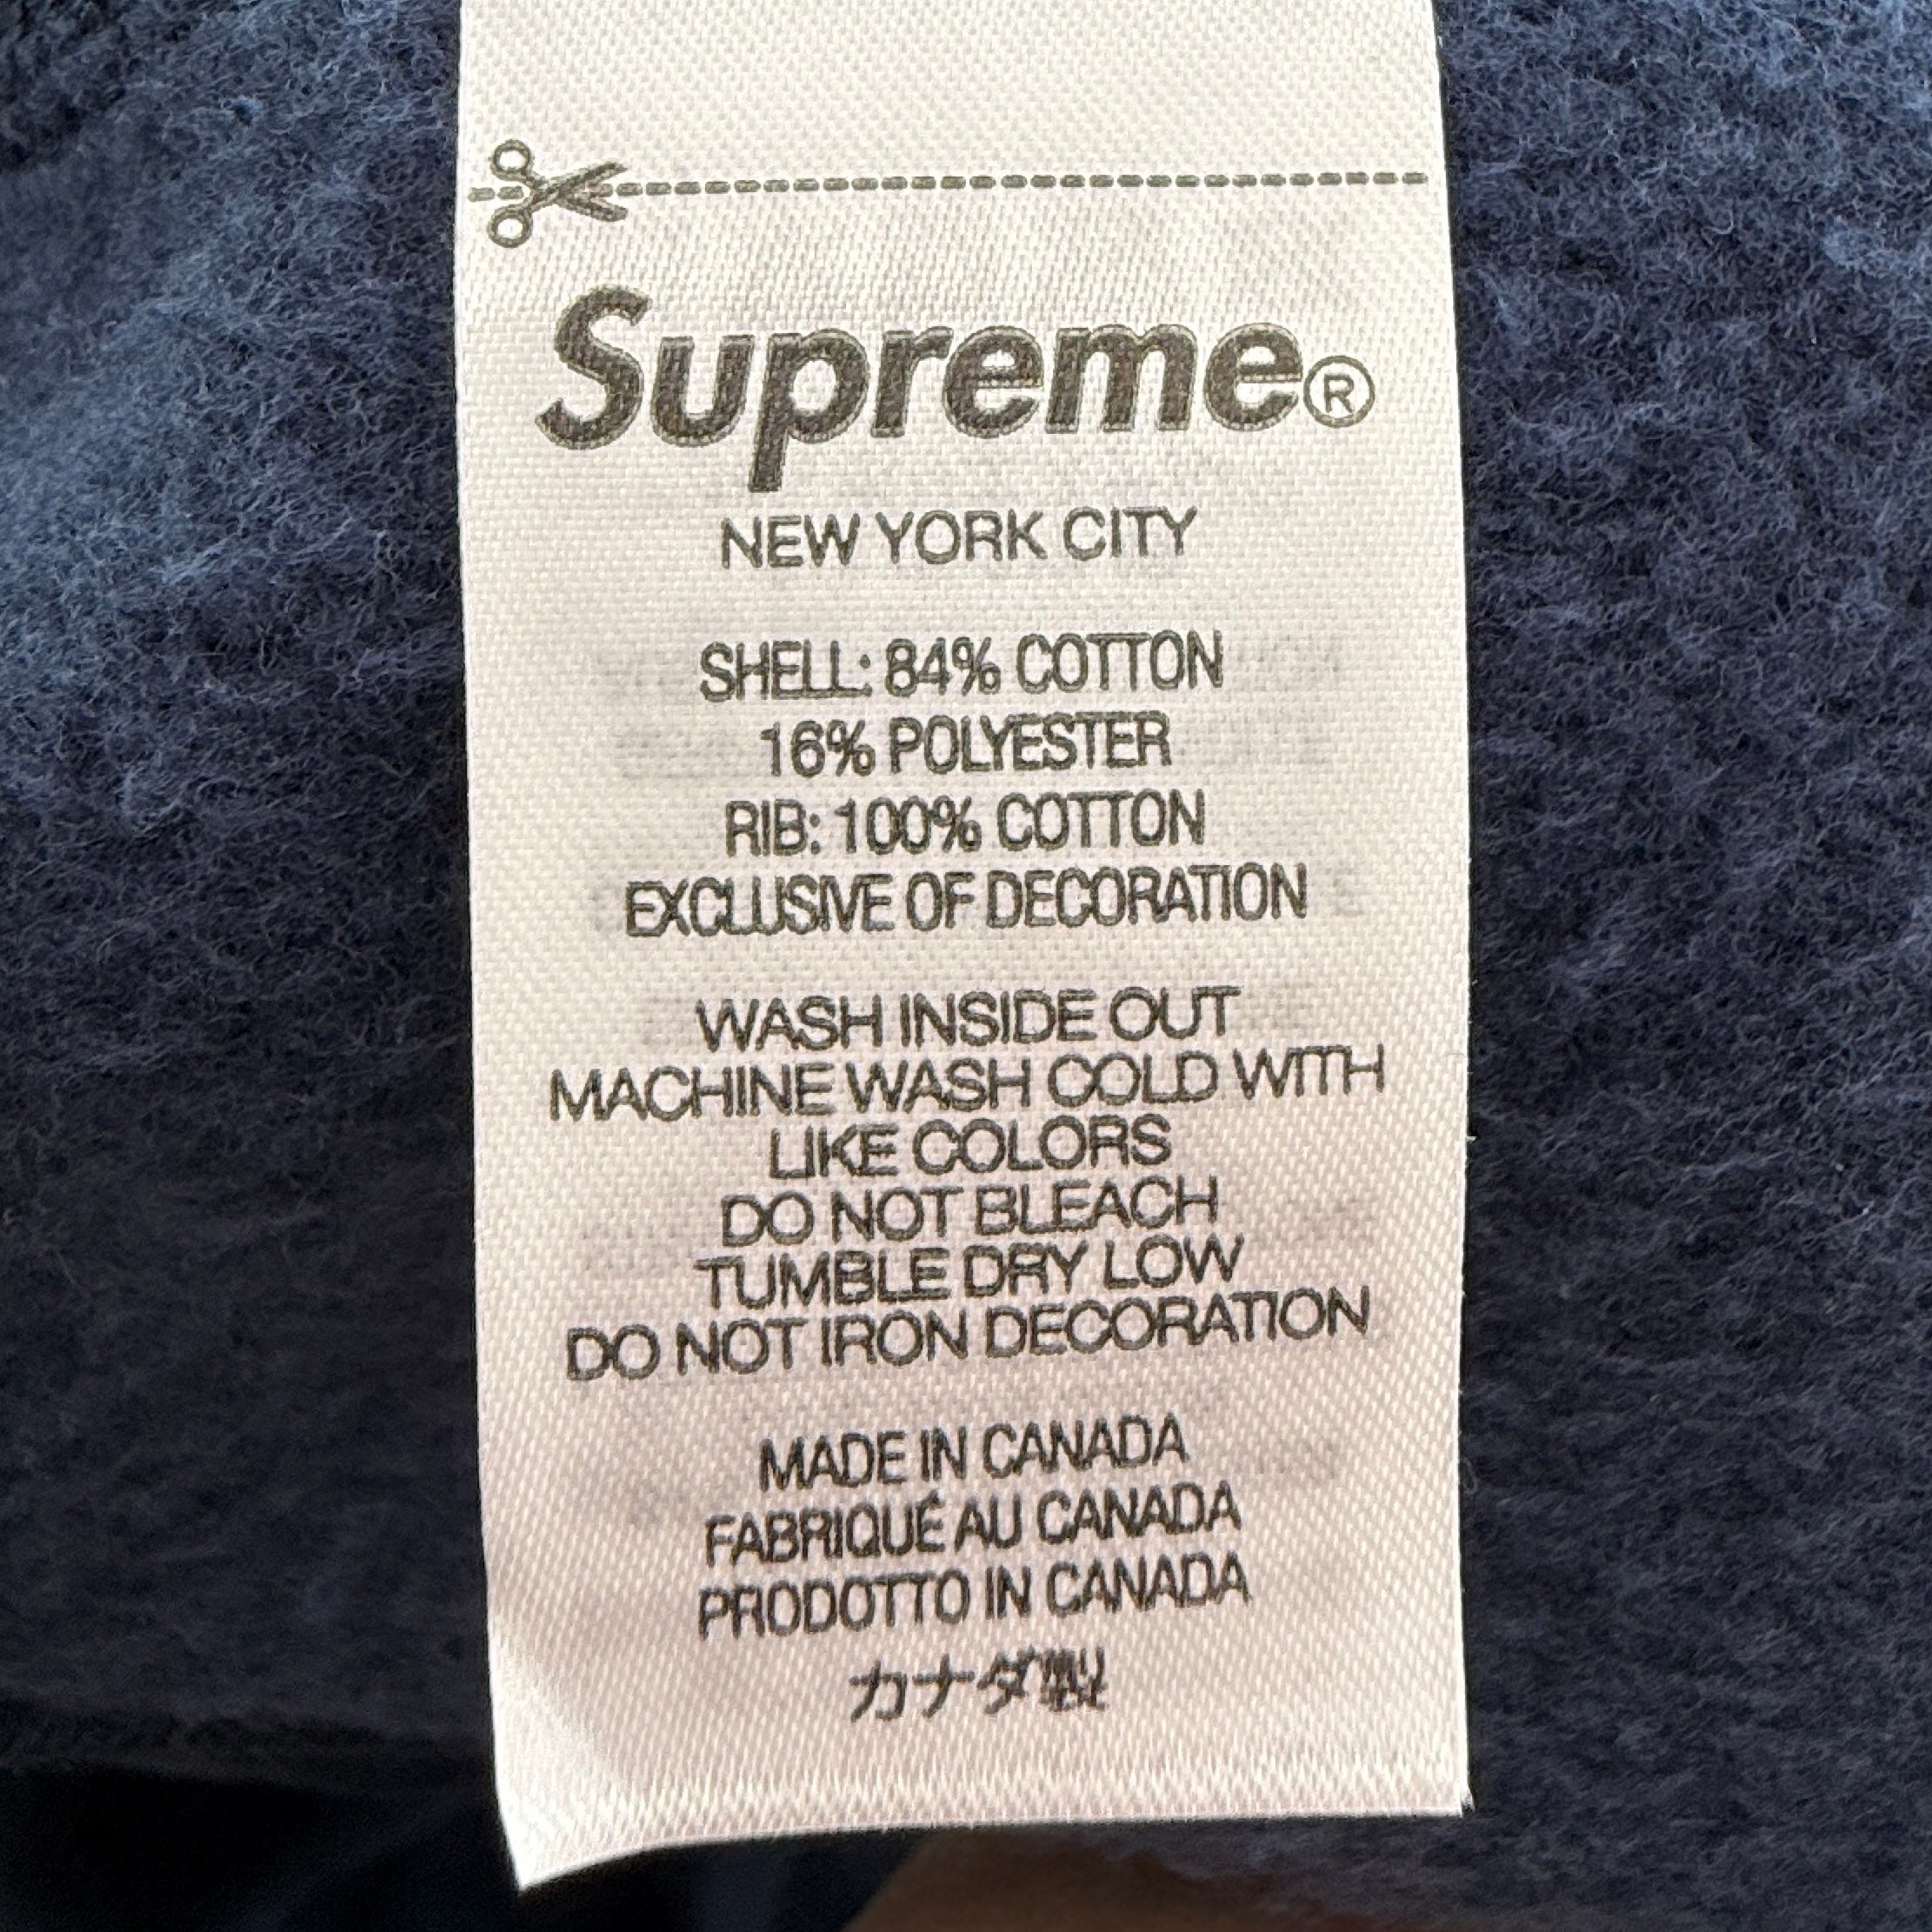 Supreme®
NEW YORK CITY
SHELL: 84% COTTON
16% POLYESTER
RIB: 100% COTTON
EXCLUSIVE OF DECORATION
WASH INSIDE OUT
MACHINE WASH COLD WITH
LIKE COLORS
DO NOT BLEACH
TUMBLE DRY LOW
DO NOT IRON DECORATION
MADE IN CANADA
FABRIQUÉ AU CANADA
PRODOTTO IN CANADA
カナダ製